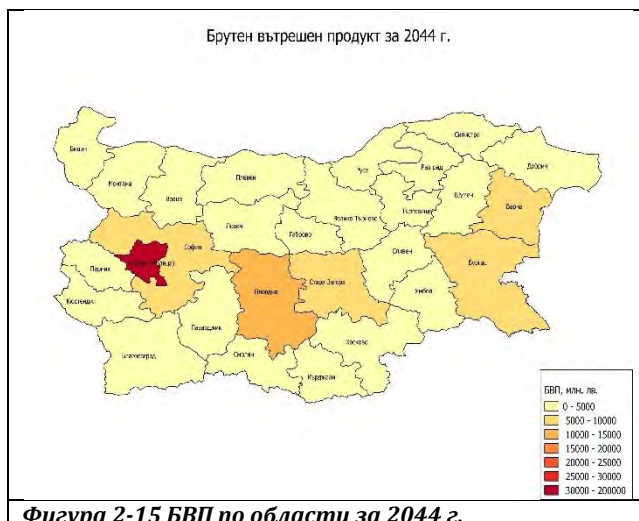 Брутен вътрешен продукт за 2044 г.
Силистра
Видин
Русе
Добрич
Разград
Монтана
Плевен
Враца
Шумен
Варна
Търговище
Велико Търново
Ловеч
Габрово
София
Сливен
Бургас
Перник
Стара Загора
Пловдив
Ямбол
Кюстендил
Пазарджик
Хасково
Благоевград
Смолян
Кърджали
БВП, млн. лв.
0 - 5000
5000 - 10000
10000 - 15000
15000 - 20000
20000 - 25000
25000 - 30000
30000 - 200000
Фигура 2-15 БВП по области за 2044 г.